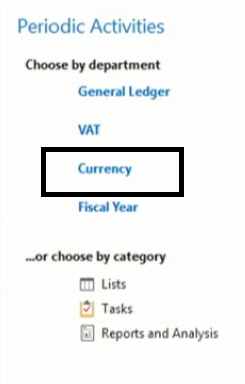 Periodic Activities
Choose by department
General Ledger
VAT
Currency
Fiscal Year
...or choose by category
Lists
Tasks
Reports and Analysis